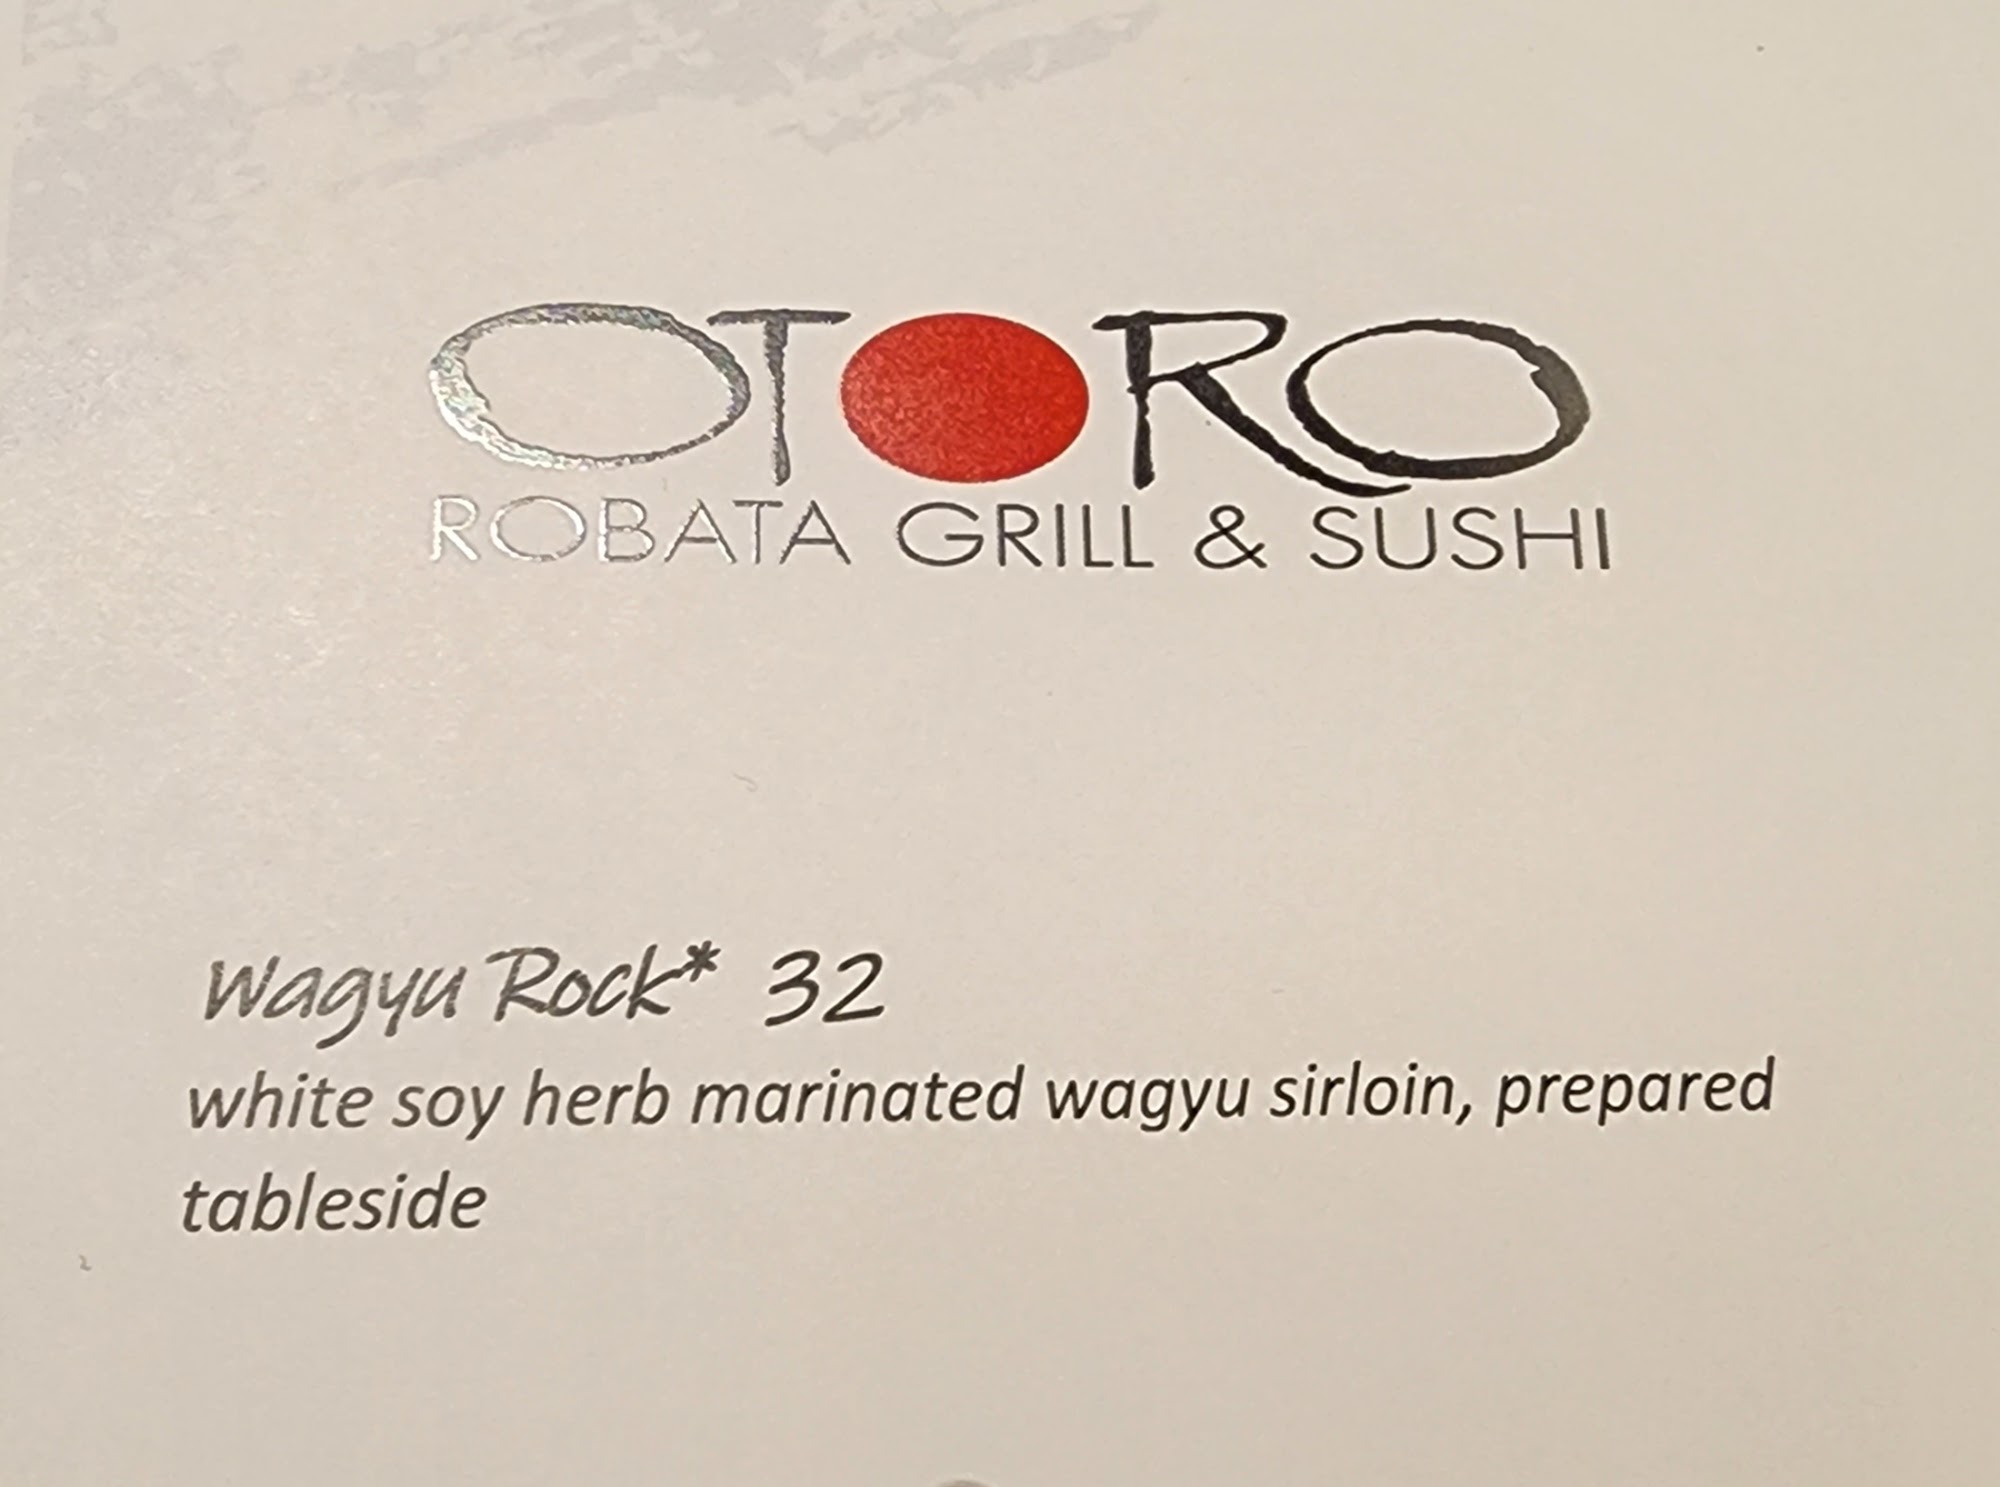 OTORO
ROBATA GRILL & SUSHI
Wagyu Rock* 32
white soy herb marinated wagyu sirloin, prepared
tableside